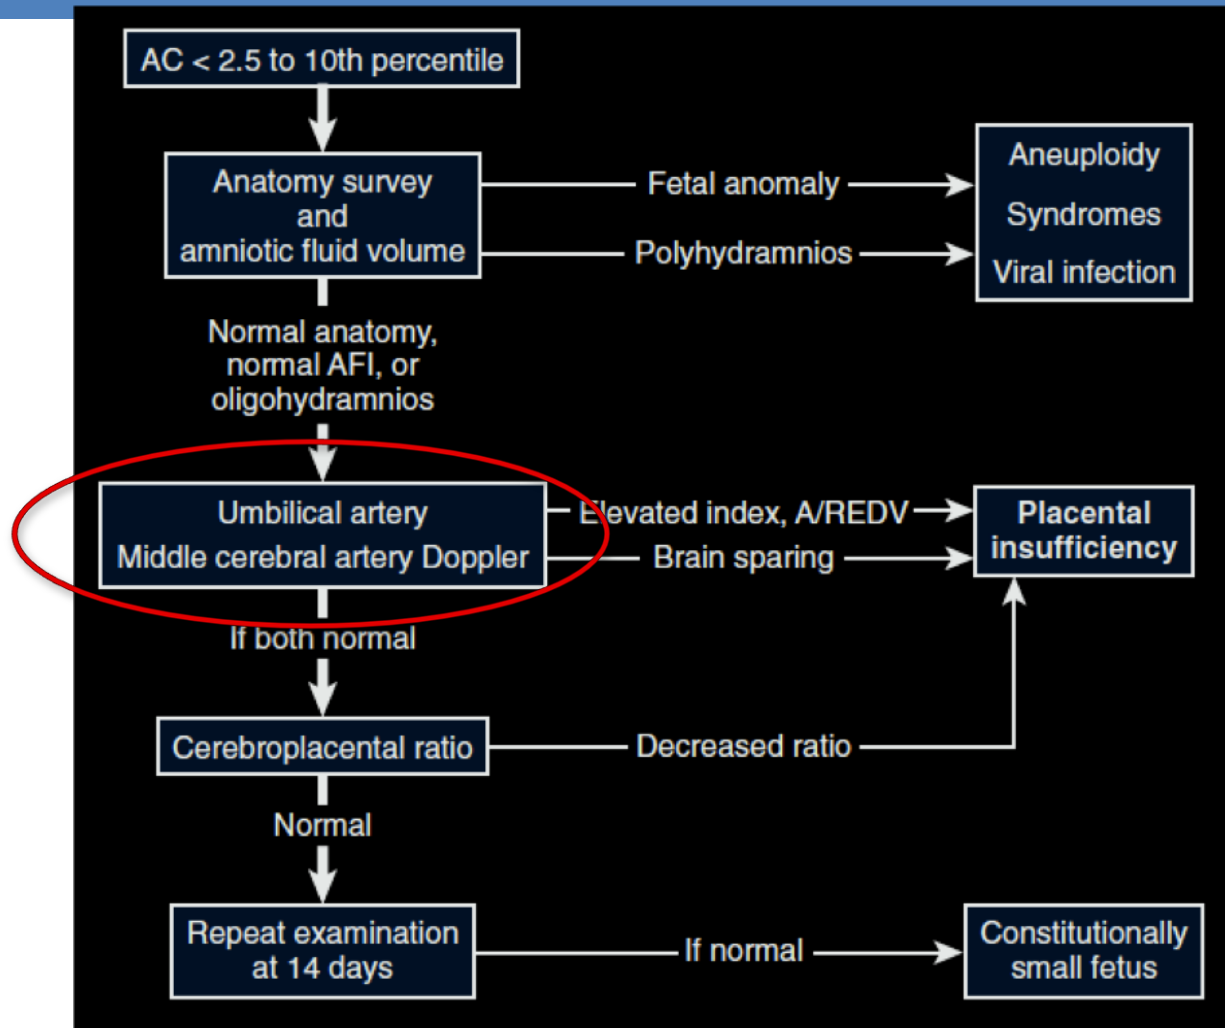 AC < 2.5 to 10th percentile
Anatomy survey
and
amniotic fluid volume
Fetal anomaly
Polyhydramnios
Aneuploidy
Syndromes
Viral infection
Normal anatomy,
normal AFI, or
oligohydramnios
Umbilical artery
Middle cerebral artery Doppler
Elevated index, A/REDV
Brain sparing
Placental
insufficiency
If both normal
Cerebroplacental ratio
Decreased ratio
Normal
Repeat examination
at 14 days
If normal
Constitutionally
small fetus